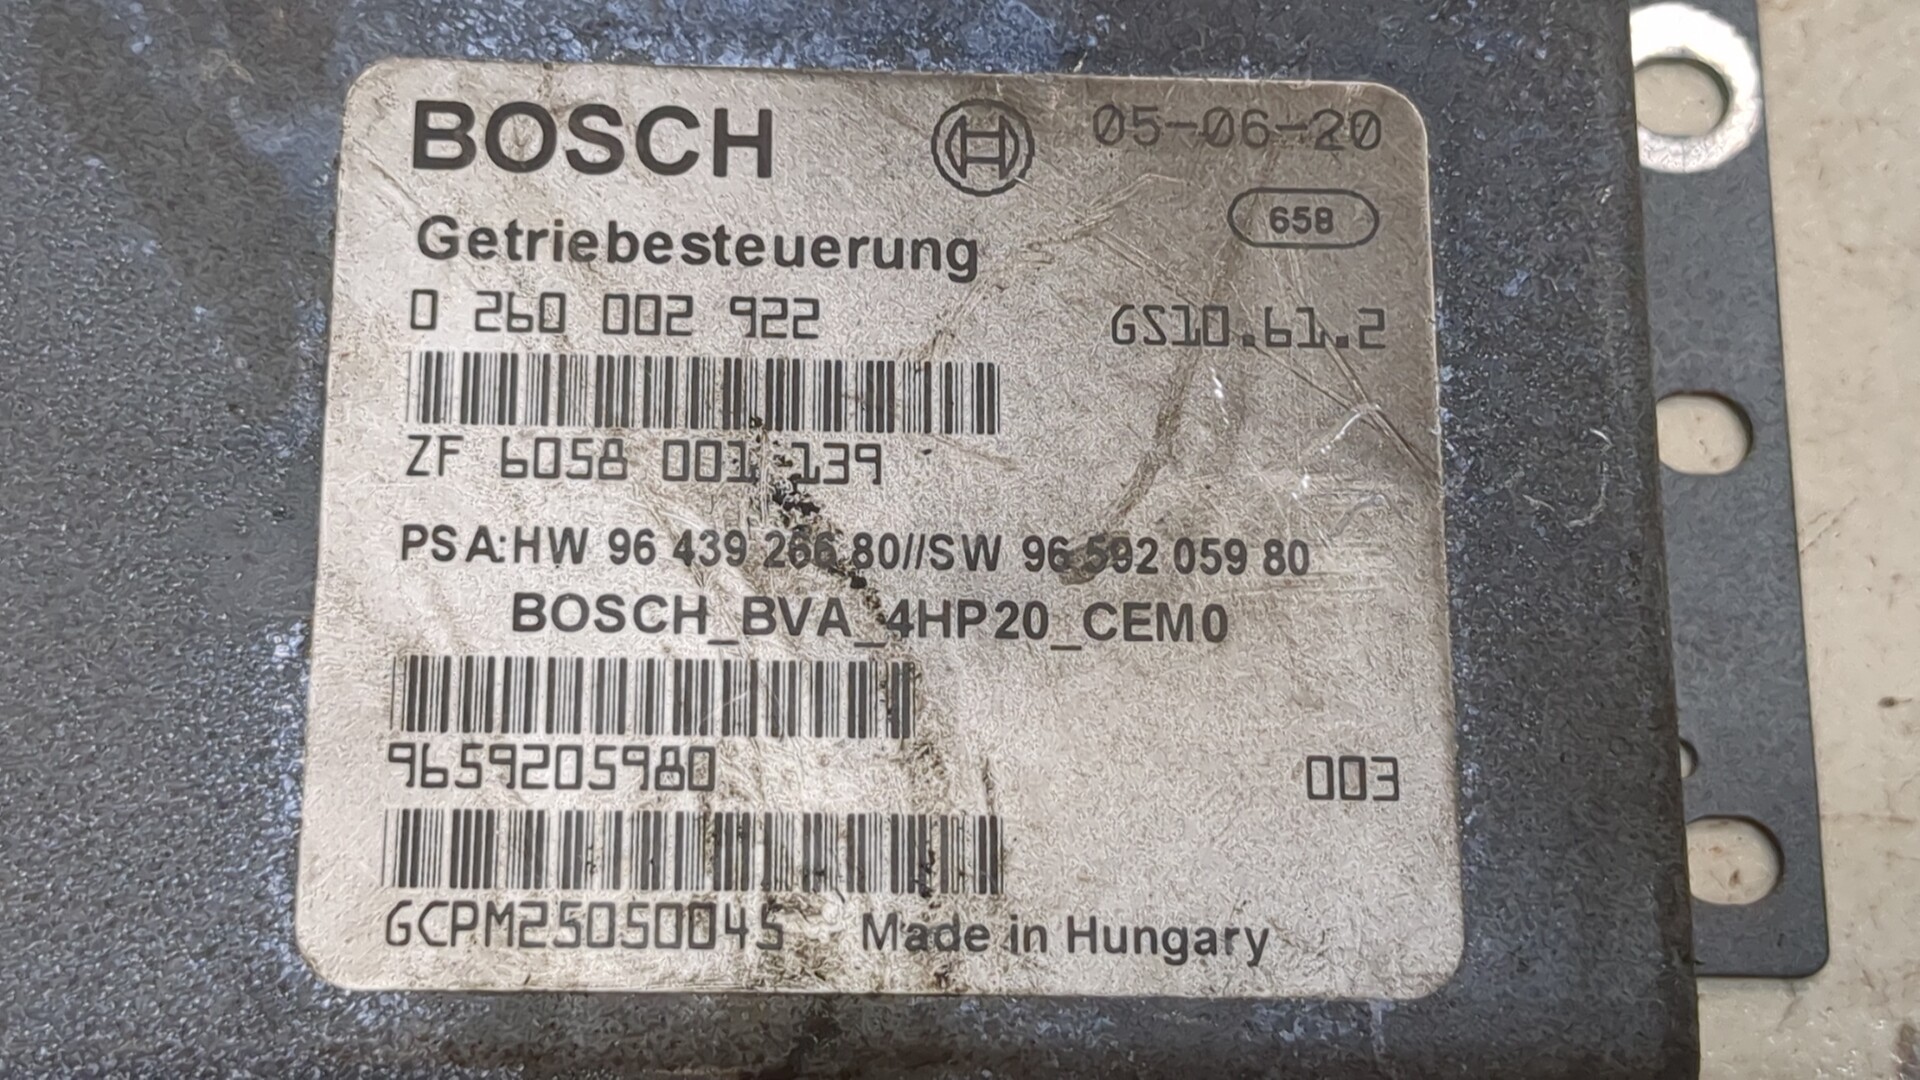 BOSCH 05-06-20
658
Getriebesteuerung
0 260 002 922 GS10.61.2
ZF 6058 001 139
PSA:HW 96 439 266 80//SW 96 592 059 80
BOSCH_BVA_4HP20_CEM0
9659205980 003
GCPM25050045 Made in Hungary